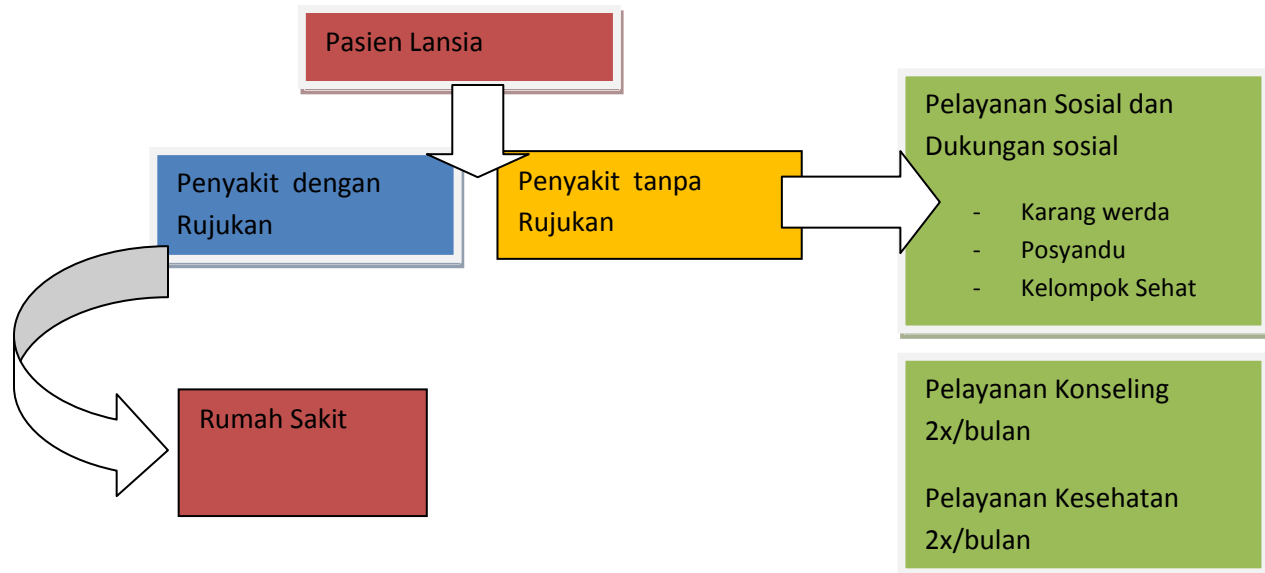 Pasien Lansia
Penyakit dengan
Rujukan
Penyakit tanpa
Rujukan
Pelayanan Sosial dan
Dukungan sosial
- Karang werda
- Posyandu
- Kelompok Sehat
Rumah Sakit
Pelayanan Konseling
2x/bulan
Pelayanan Kesehatan
2x/bulan